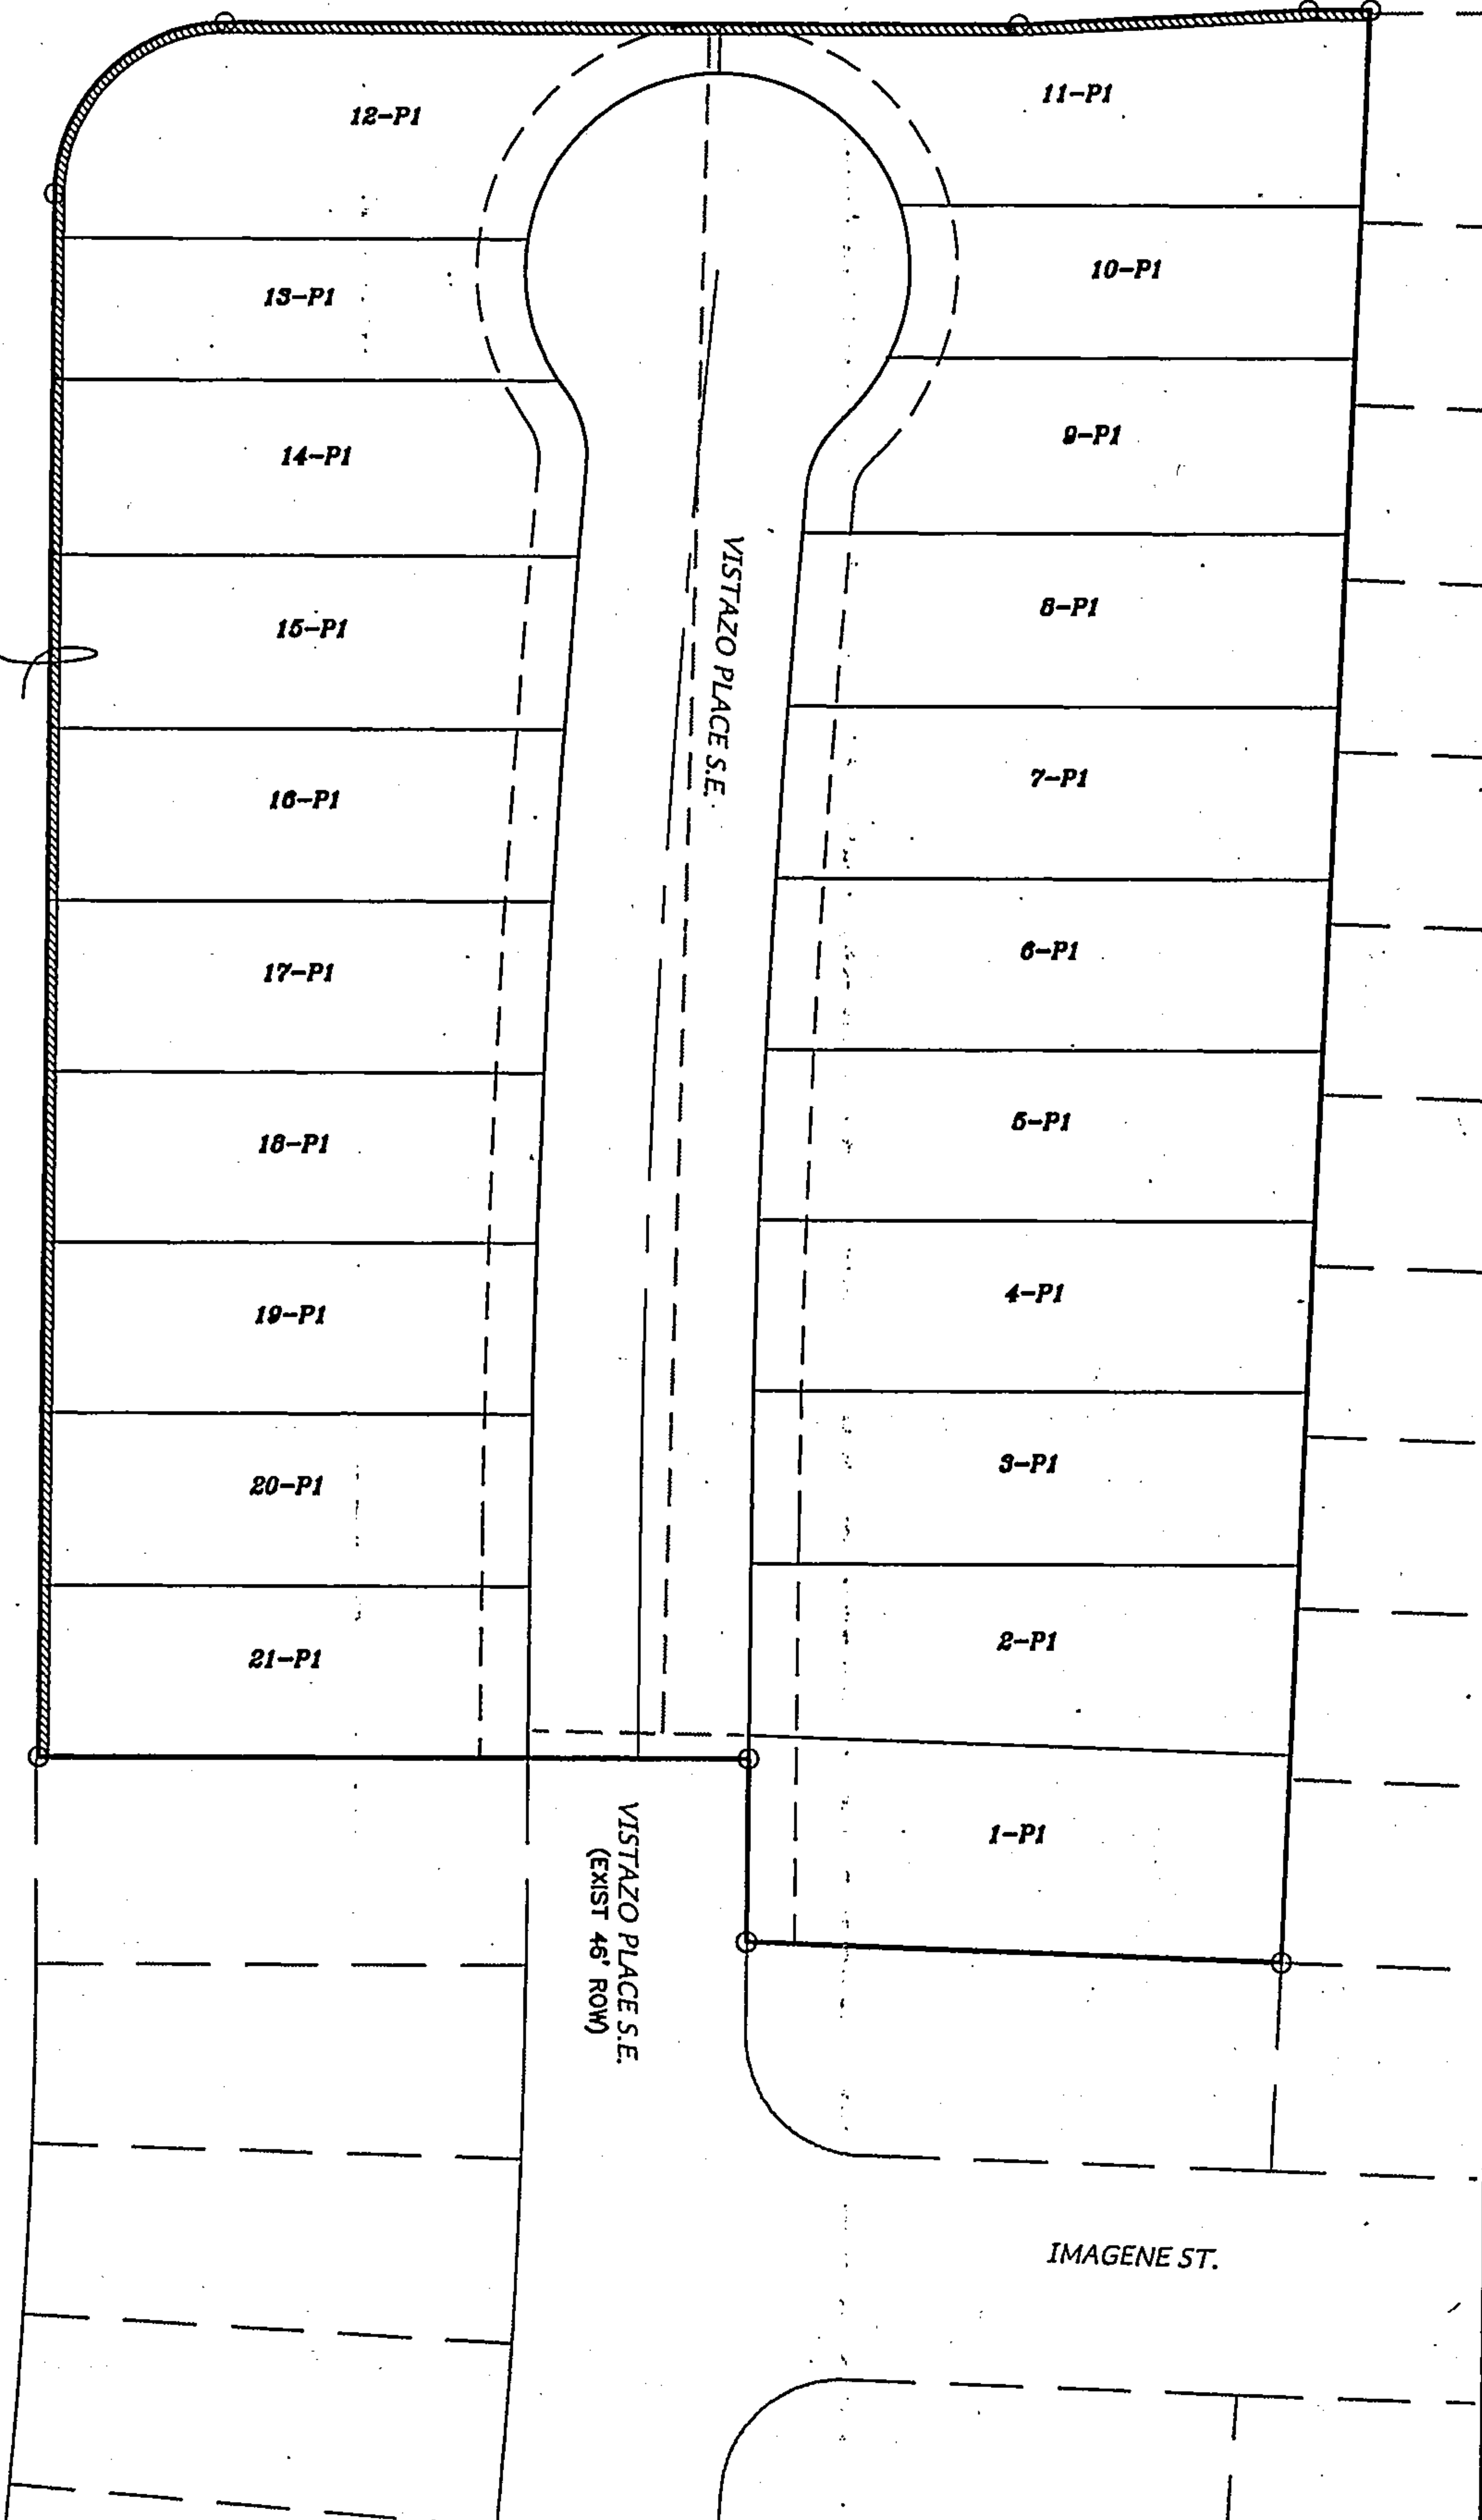 11-P1
12-P1
10-P1
13-P1
9-P1
14-P1
VISTAZO PLACE S.E.
8-P1
15-P1
7-P1
16-P1
6-P1
17-P1
5-P1
18-P1
4-P1
19-P1
3-P1
20-P1
2-P1
21-P1
1-P1
VISTAZO PLACE S.E.
(EXIST 46' ROW)
IMAGENE ST.